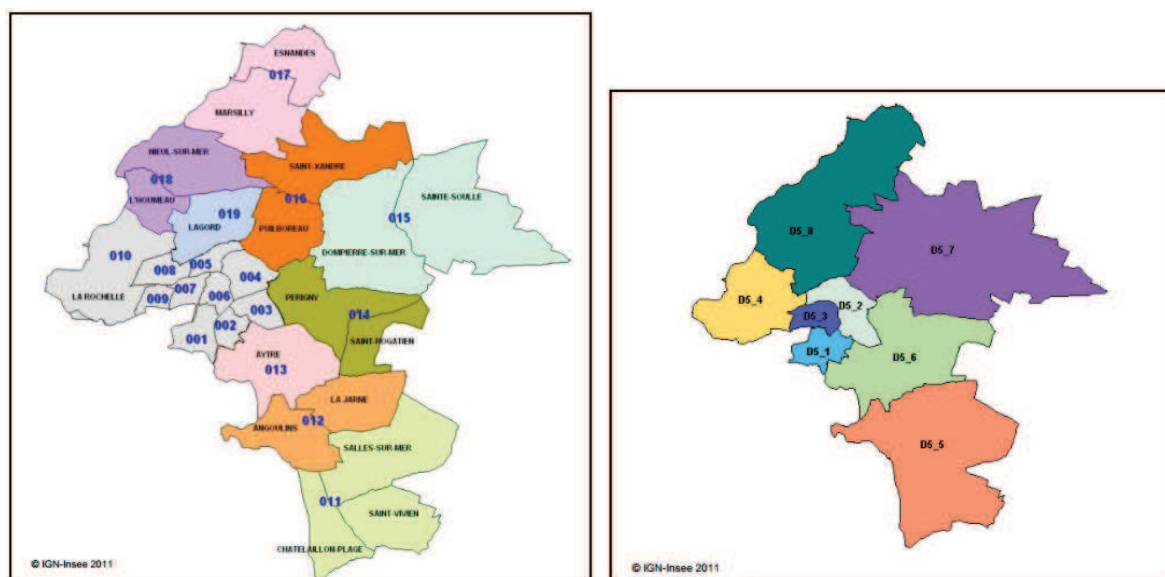 ESNANDES
017
MARSILLY
NIEUL-SUR-MER
018
L'HOUMEAU
SAINT-XANDRE
016
SAINTE-SOULLE
015
019
LAGORD
PUILBOREAU
DOMPIERRE-SUR-MER
010
008
005
004
LA ROCHELLE
009
007
006
003
PERIGNY
014
SAINT-ROGATIEN
001
002
AYTRE
013
LA JARNE
012
ANGOULINS
SALLES-SUR-MER
011
SAINT-VIVIEN
CHATELAILLON-PLAGE
© IGN-Insee 2011
D5_8
D5_7
D5_4
D5_2
D5_3
D5_1
D5_6
D5_5
© IGN-Insee 2011